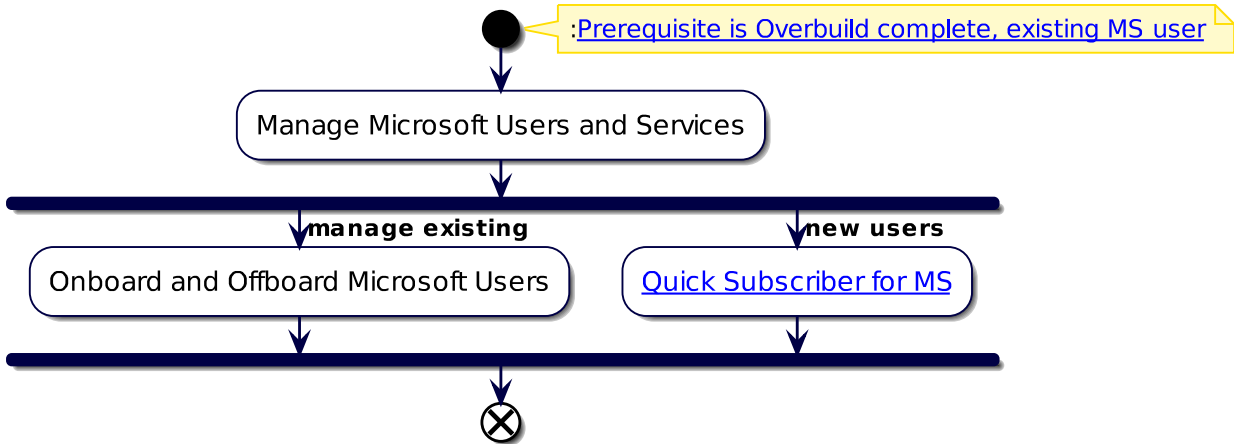 :Prerequisite is Overbuild complete, existing MS user
Manage Microsoft Users and Services
manage existing
new users
Onboard and Offboard Microsoft Users
Quick Subscriber for MS